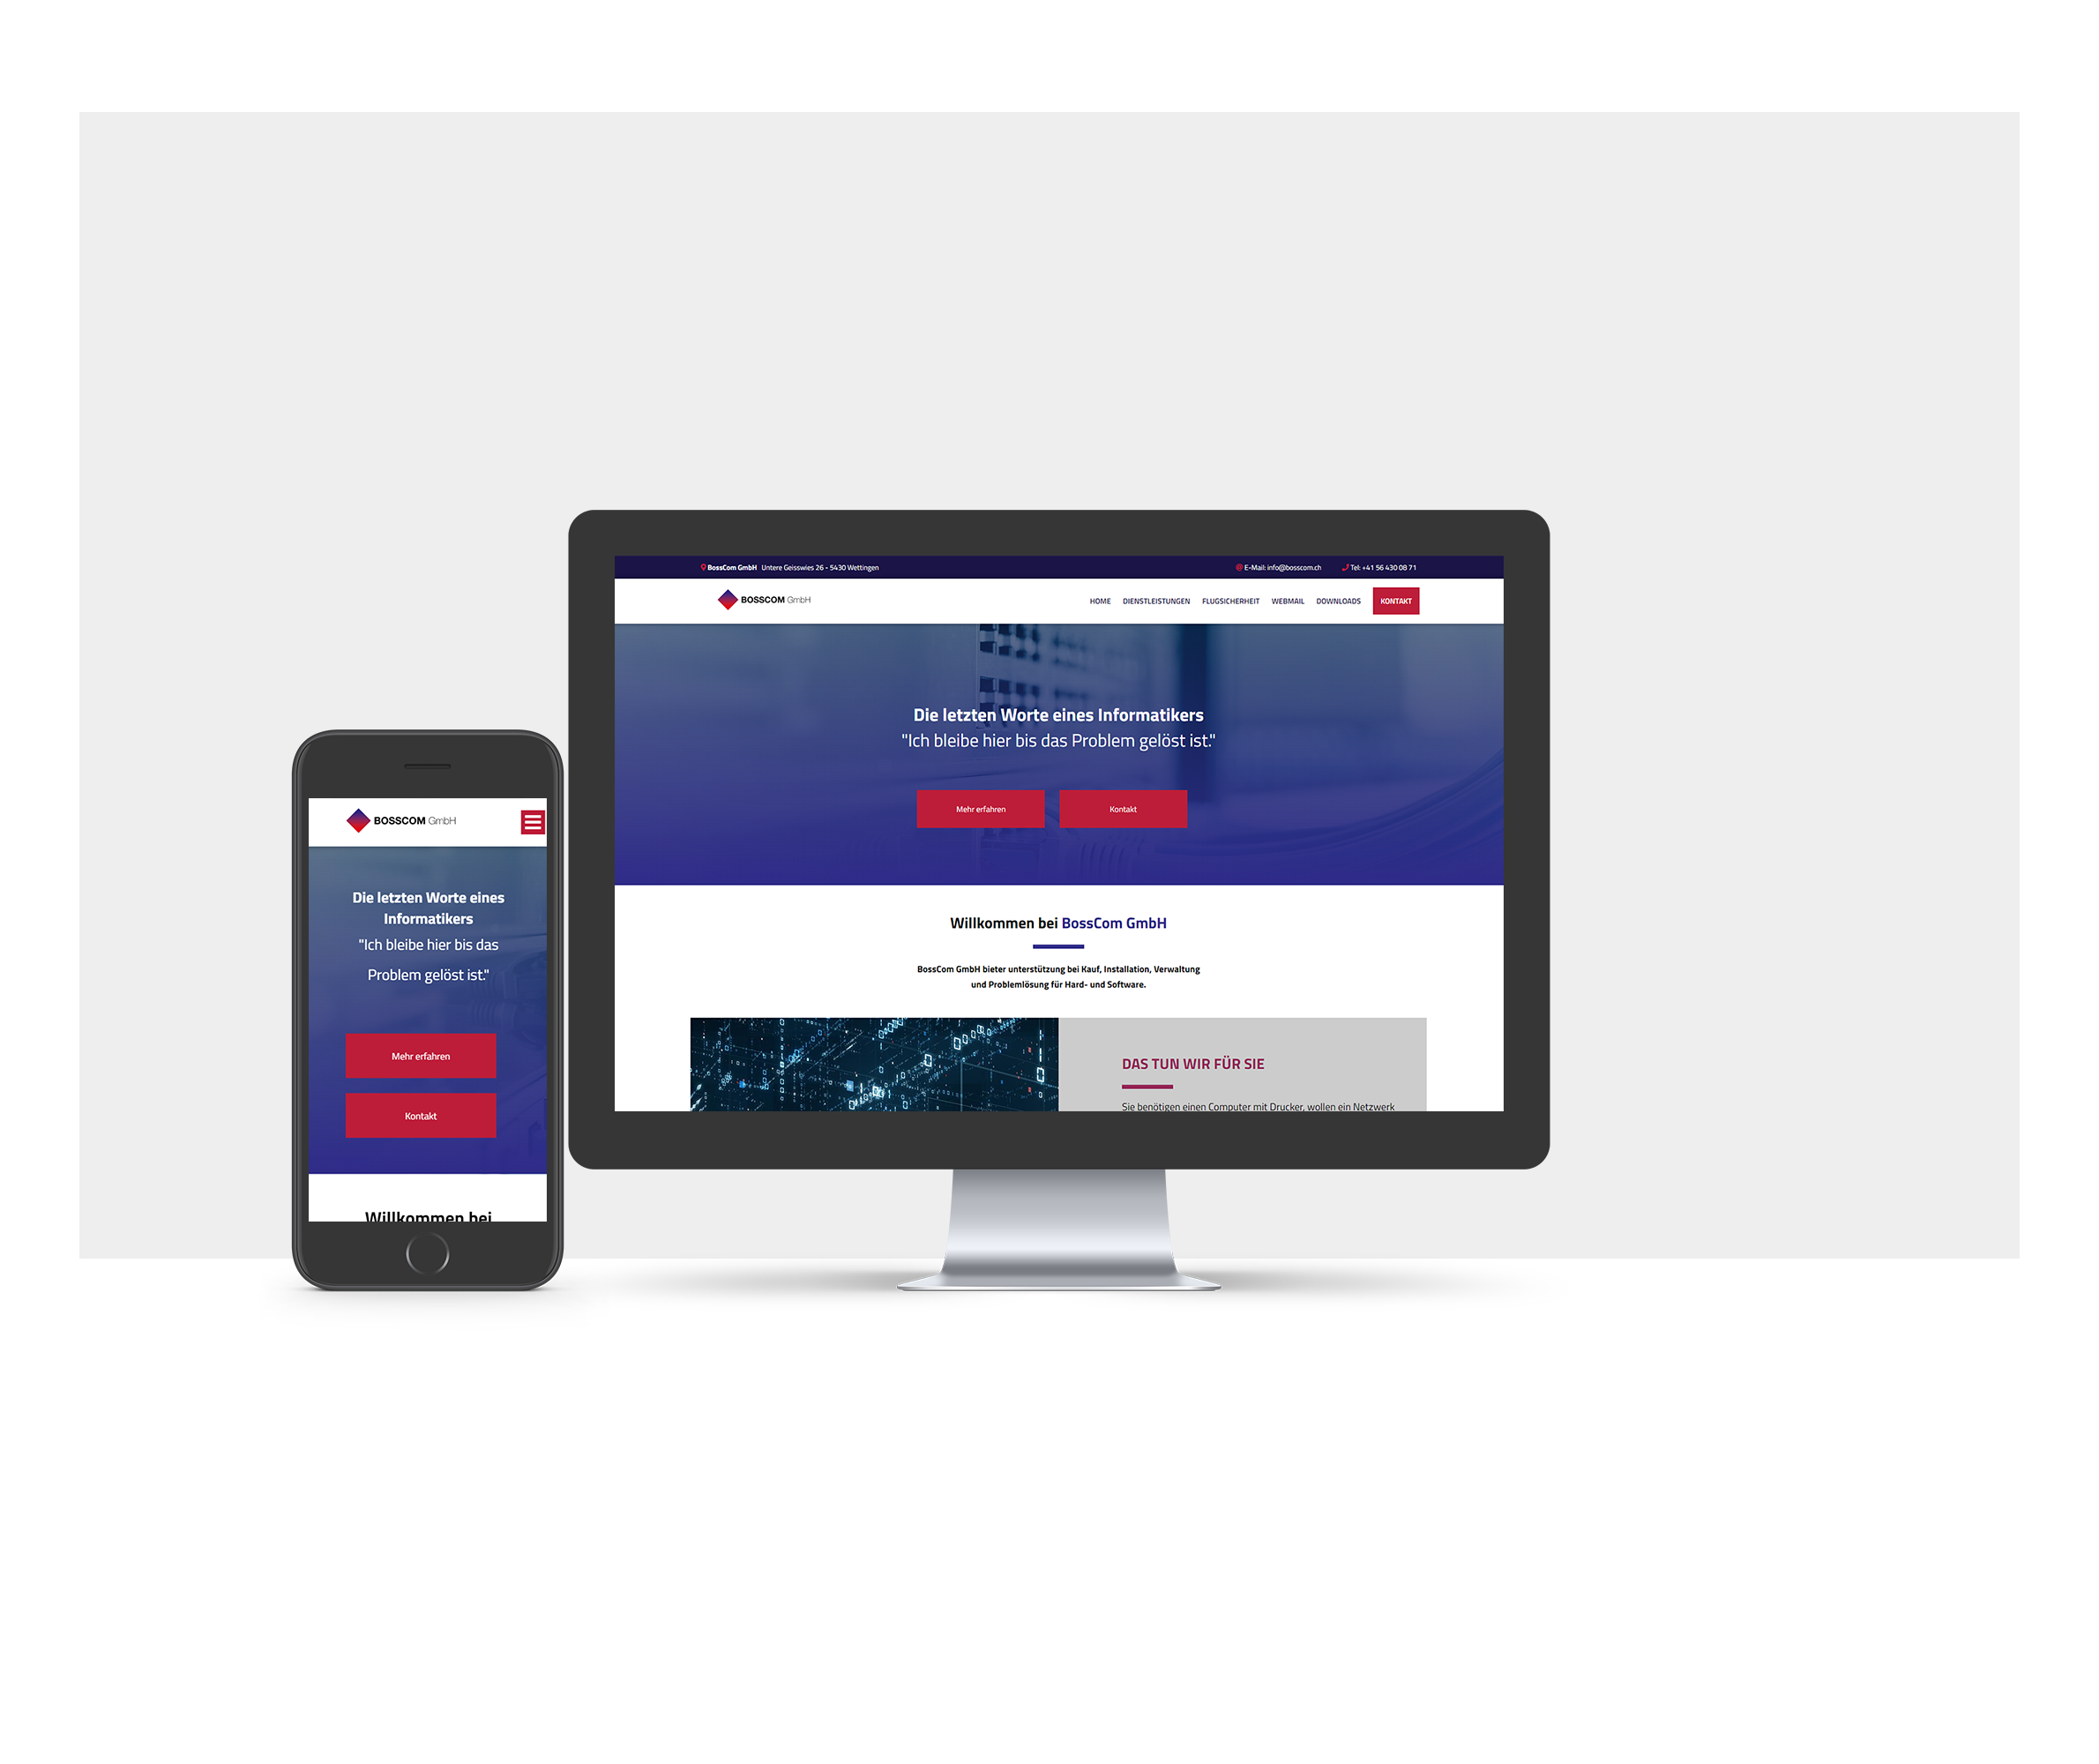 BossCom GmbH Untere Geisswies 26 - 5430 Wettingen
E-Mail: info@bosscom.ch
Tel: +41 56 430 08 71
BOSSCOM GmbH
HOME DIENSTLEISTUNGEN FLUGSICHERHEIT WEBMAIL DOWNLOADS KONTAKT
Die letzten Worte eines Informatikers
"Ich bleibe hier bis das Problem gelöst ist."
Mehr erfahren
Kontakt
Willkommen bei BossCom GmbH
BossCom GmbH bieter unterstützung bei Kauf, Installation, Verwaltung
und Problemlösung für Hard- und Software.
DAS TUN WIR FÜR SIE
Sie benötigen einen Computer mit Drucker, wollen ein Netzwerk
BOSSCOM GmbH
Die letzten Worte eines
Informatikers
"Ich bleibe hier bis das
Problem gelöst ist."
Mehr erfahren
Kontakt
Willkommen bei